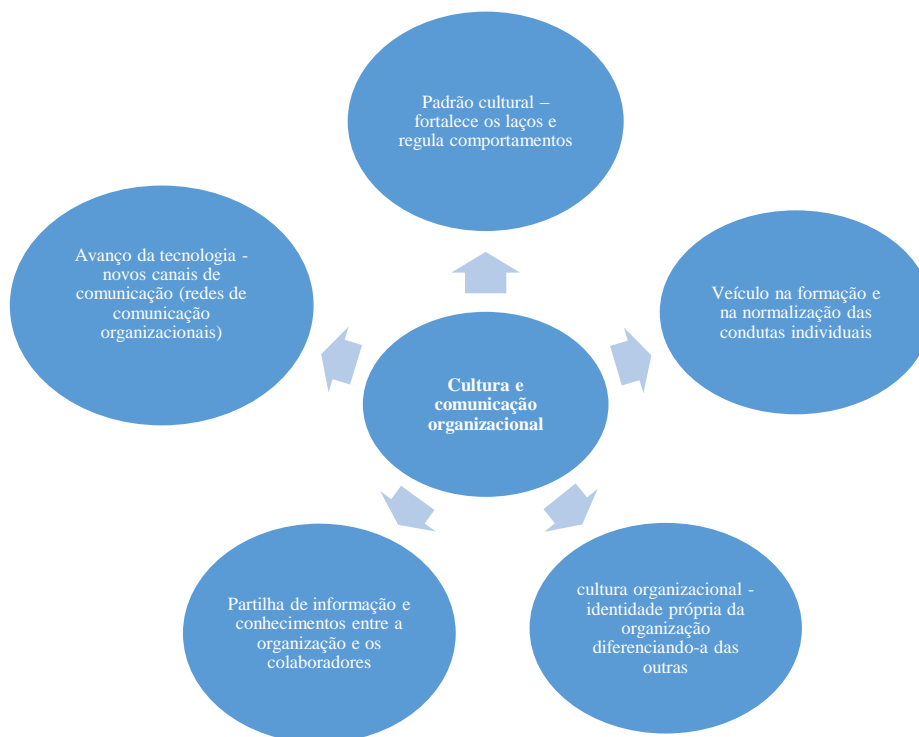 Padrão cultural –
fortalece os laços e
regula comportamentos
Avanço da tecnologia -
novos canais de
comunicação (redes de
comunicação
organizacionais)
Veículo na formação e
na normalização das
condutas individuais
Cultura e
comunicação
organizacional
Partilha de informação e
conhecimentos entre a
organização e os
colaboradores
cultura organizacional -
identidade própria da
organização
diferenciando-a das
outras